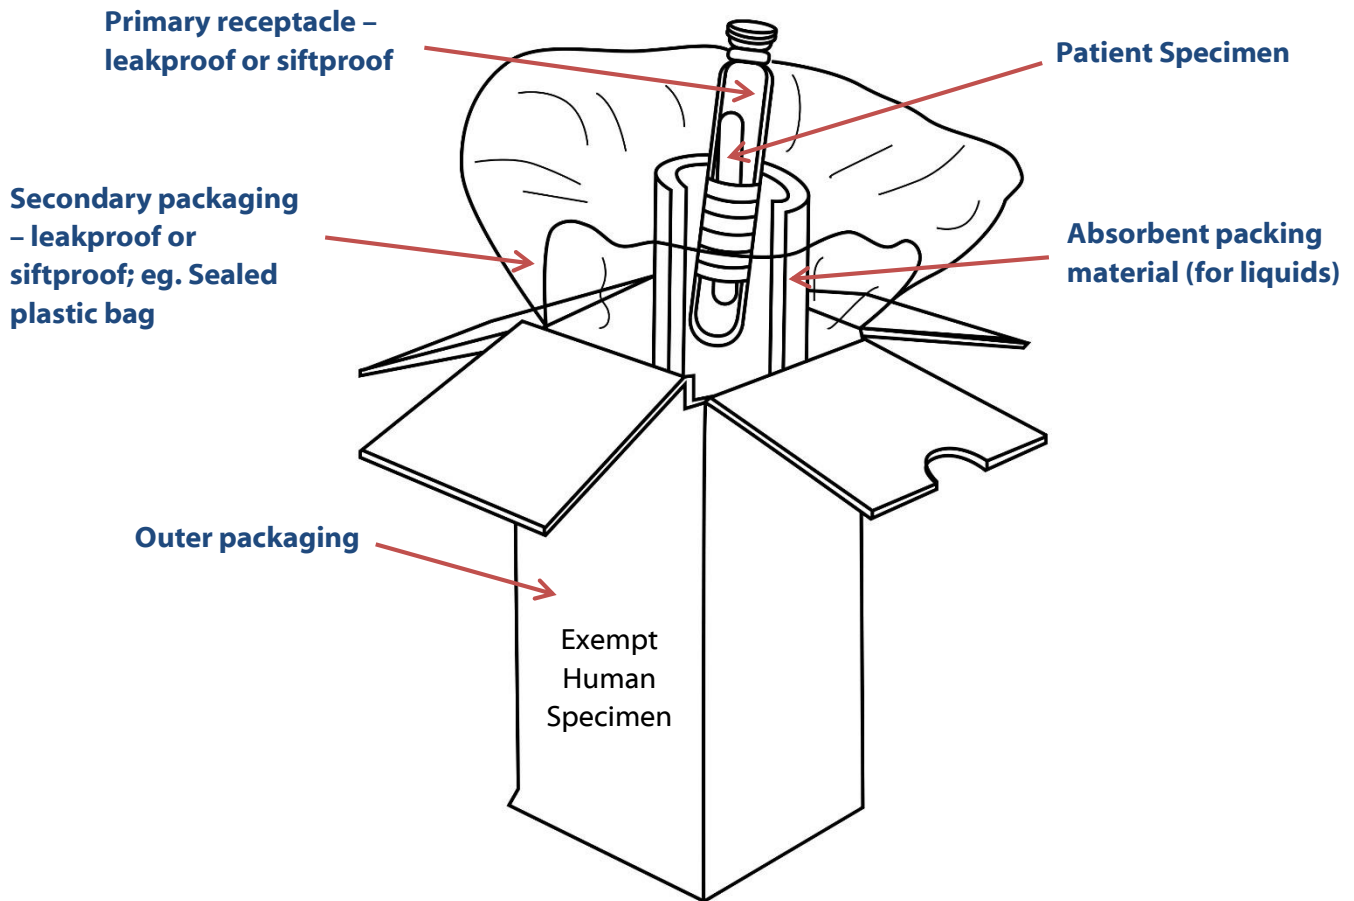 Primary receptacle –
leakproof or siftproof
Patient Specimen
Secondary packaging
– leakproof or
siftproof; eg. Sealed
plastic bag
Absorbent packing
material (for liquids)
Outer packaging
Exempt
Human
Specimen